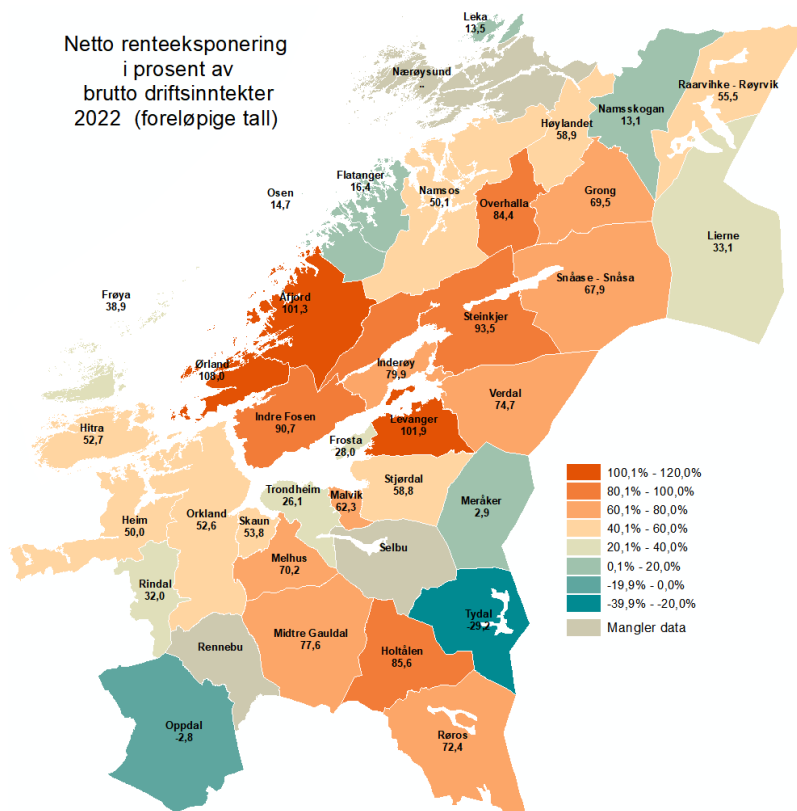 Netto renteeksponering
i prosent av
brutto driftsinntekter
2022 (foreløpige tall)
Leka
13,5
Nærøysund
..
Raarvihke - Røyrvik
55,5
Namsskogan
13,1
Høylandet
58,9
Flatanger
16,4
Osen
14,7
Namsos
50,1
Overhalla
84,4
Grong
69,5
Lierne
33,1
Snåase - Snåsa
67,9
Frøya
38,9
Åfjord
101,3
Steinkjer
93,5
Ørland
108,0
Inderøy
79,9
Verdal
74,7
Hitra
52,7
Indre Fosen
90,7
Levanger
101,9
Frosta
28,0
Stjørdal
58,8
Trondheim
26,1
Malvik
62,3
Meråker
2,9
Heim
50,0
Orkland
52,6
Skaun
53,8
Selbu
Melhus
70,2
Rindal
32,0
Tydal
-29,2
Midtre Gauldal
77,6
Rennebu
Holtålen
85,6
Oppdal
-2,8
Røros
72,4
100,1% - 120,0%
80,1% - 100,0%
60,1% - 80,0%
40,1% - 60,0%
20,1% - 40,0%
0,1% - 20,0%
-19,9% - 0,0%
-39,9% - -20,0%
Mangler data